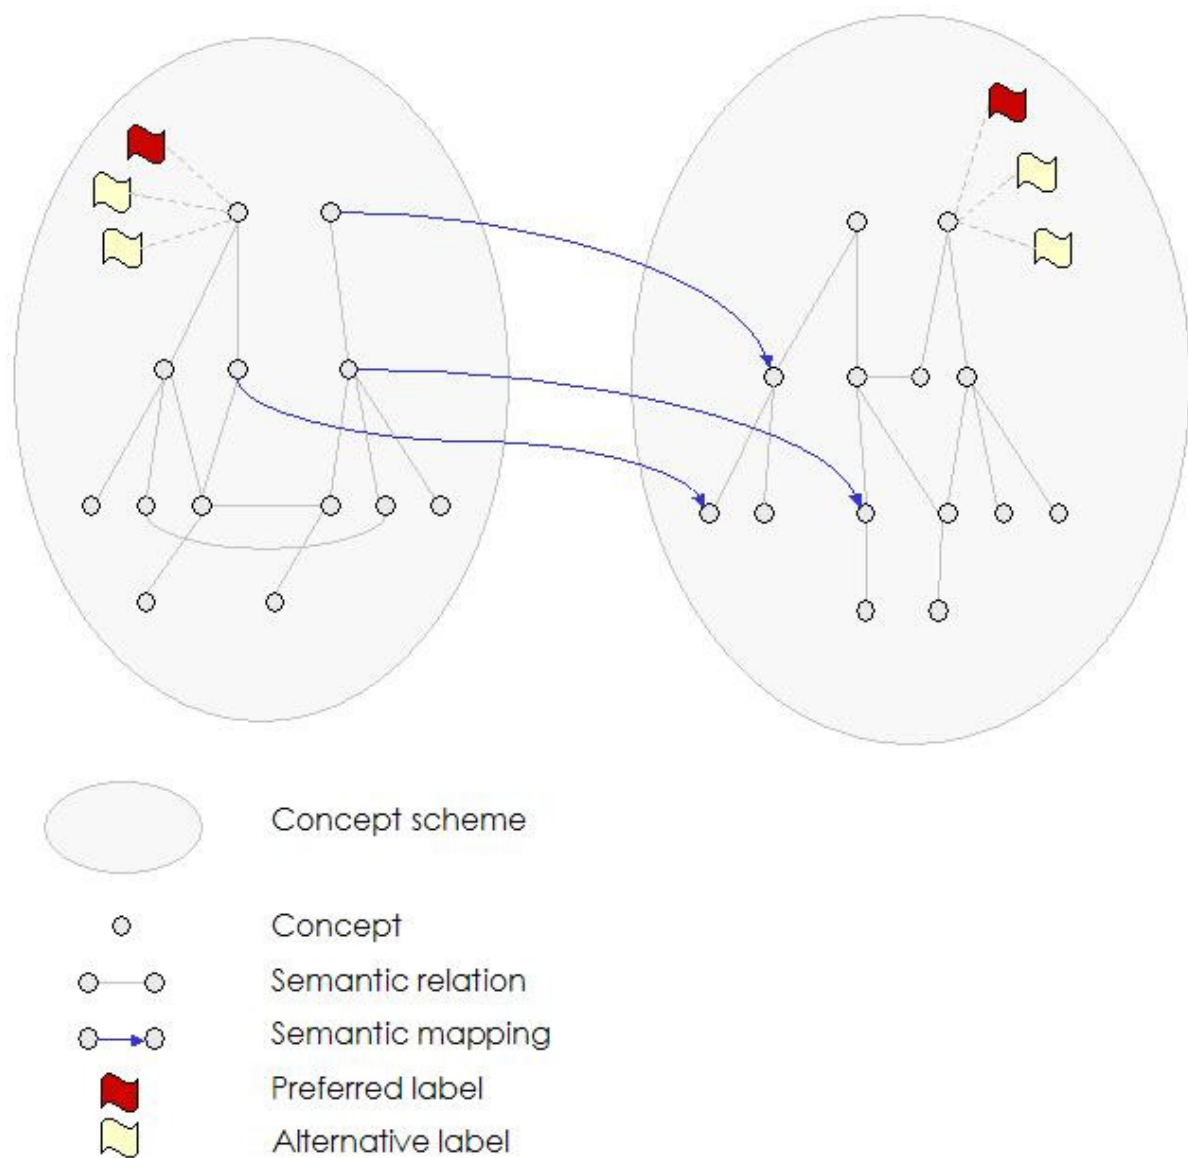 Concept scheme
Concept
Semantic relation
Semantic mapping
Preferred label
Alternative label